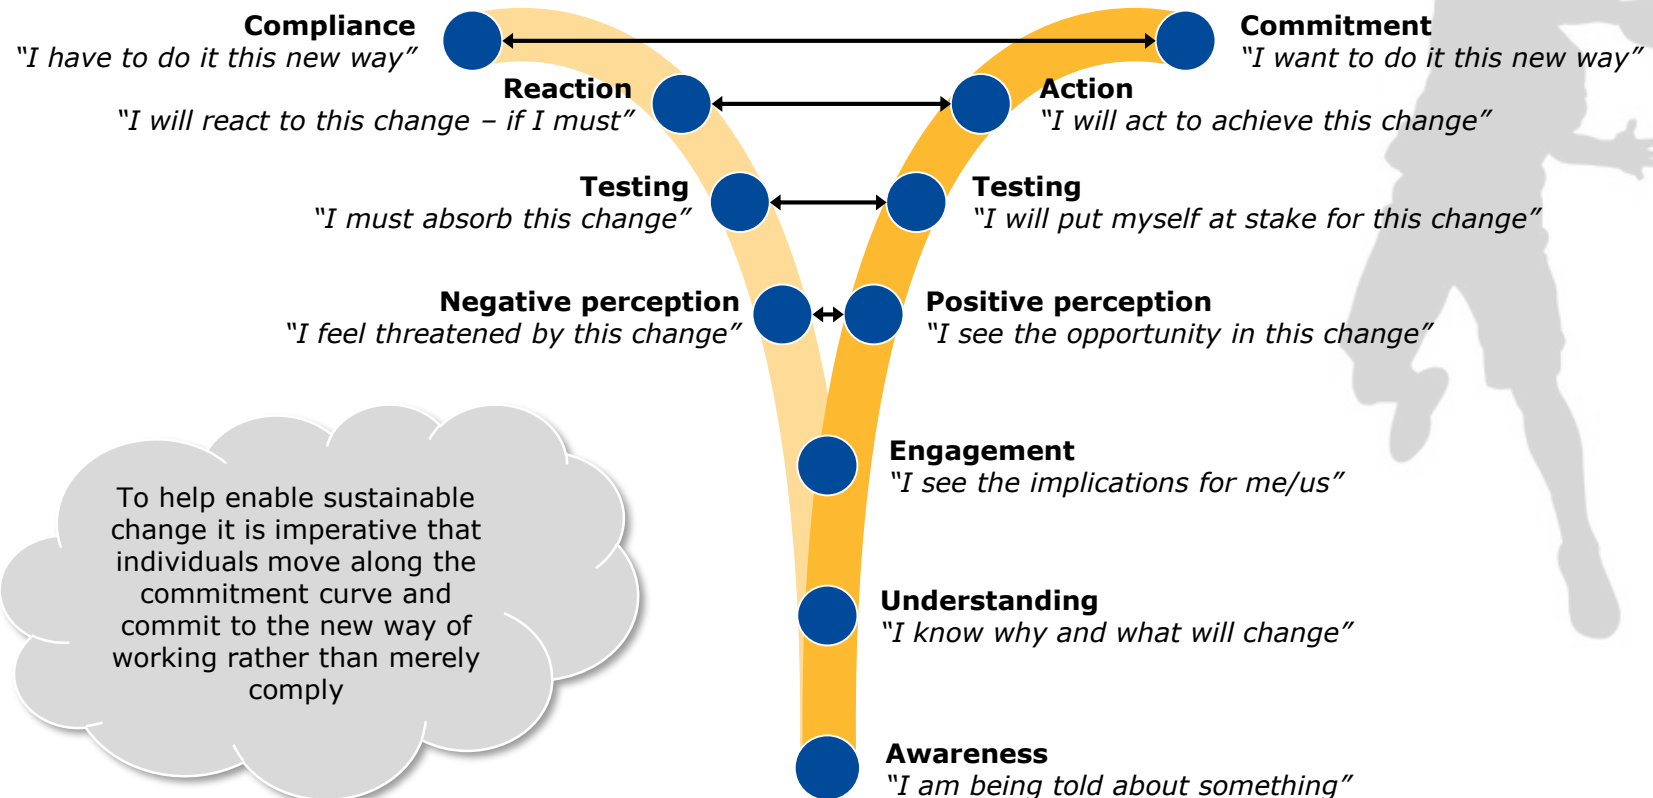 Compliance
“I have to do it this new way”
Commitment
“I want to do it this new way”
Reaction
“I will react to this change – if I must”
Action
“I will act to achieve this change”
Testing
“I must absorb this change”
Testing
“I will put myself at stake for this change”
Negative perception
“I feel threatened by this change”
Positive perception
“I see the opportunity in this change”
Engagement
“I see the implications for me/us”
To help enable sustainable
change it is imperative that
individuals move along the
commitment curve and
commit to the new way of
working rather than merely
comply
Understanding
“I know why and what will change”
Awareness
“I am being told about something”